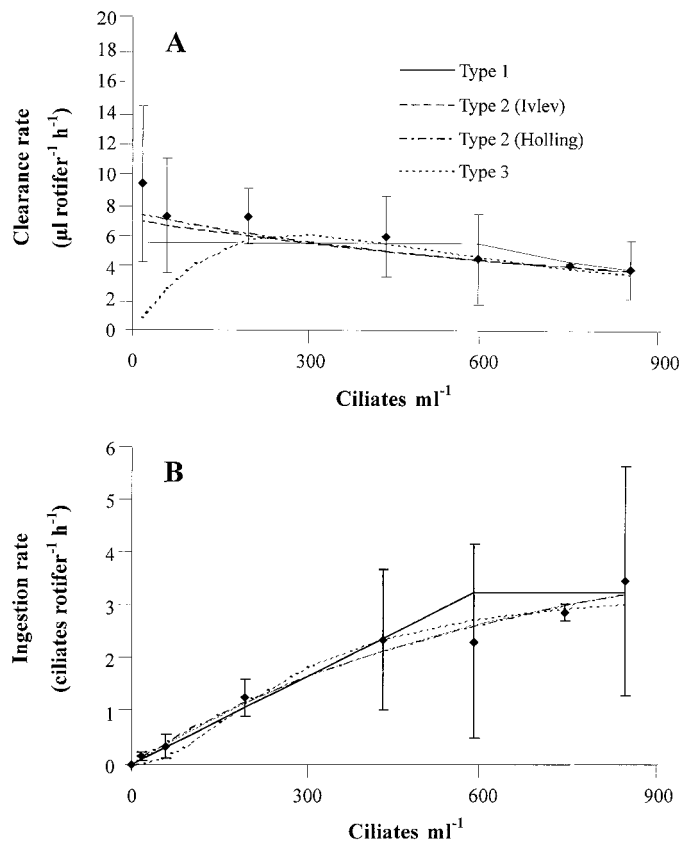 A
20
18
16
14
12
10
8
6
4
2
0
Clearance rate
(µl rotifer⁻¹ h⁻¹)
Type 1
Type 2 (Ivlev)
Type 2 (Holling)
Type 3
0 300 600 900
Ciliates ml⁻¹
B
6
5
4
3
2
1
0
Ingestion rate
(ciliates rotifer⁻¹ h⁻¹)
0 300 600 900
Ciliates ml⁻¹